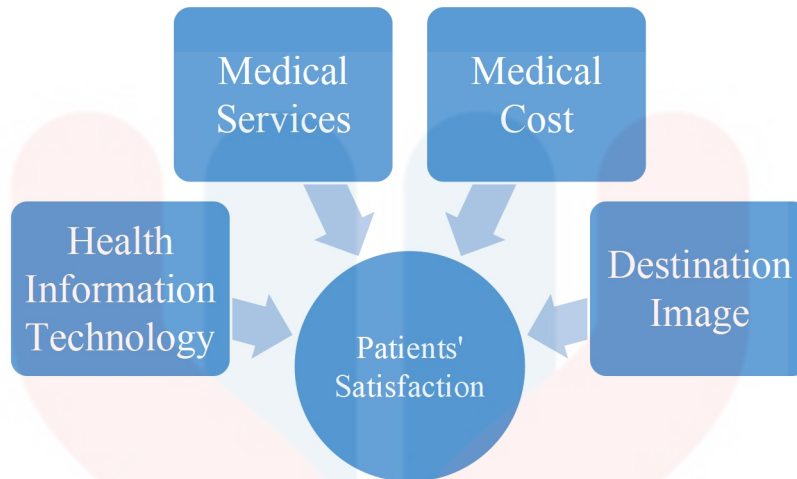 Medical
Services
Medical
Cost
Health
Information
Technology
Destination
Image
Patients'
Satisfaction